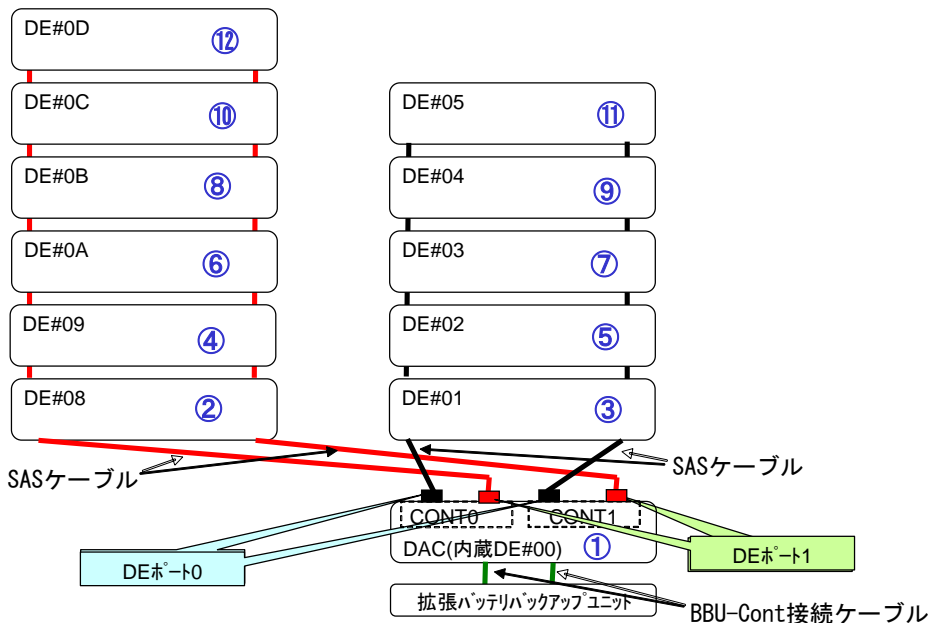 DE#0D ⑫
DE#0C ⑩
DE#0B ⑧
DE#0A ⑥
DE#09 ④
DE#08 ②
DE#05 ⑪
DE#04 ⑨
DE#03 ⑦
DE#02 ⑤
DE#01 ③
SASケーブル
SASケーブル
CONT0
CONT1
DAC(内蔵DE#00) ①
DEﾎﾟｰﾄ0
DEﾎﾟｰﾄ1
拡張ﾊﾞｯﾃﾘﾊﾞｯｸｱｯﾌﾟﾕﾆｯﾄ
BBU-Cont接続ケーブル